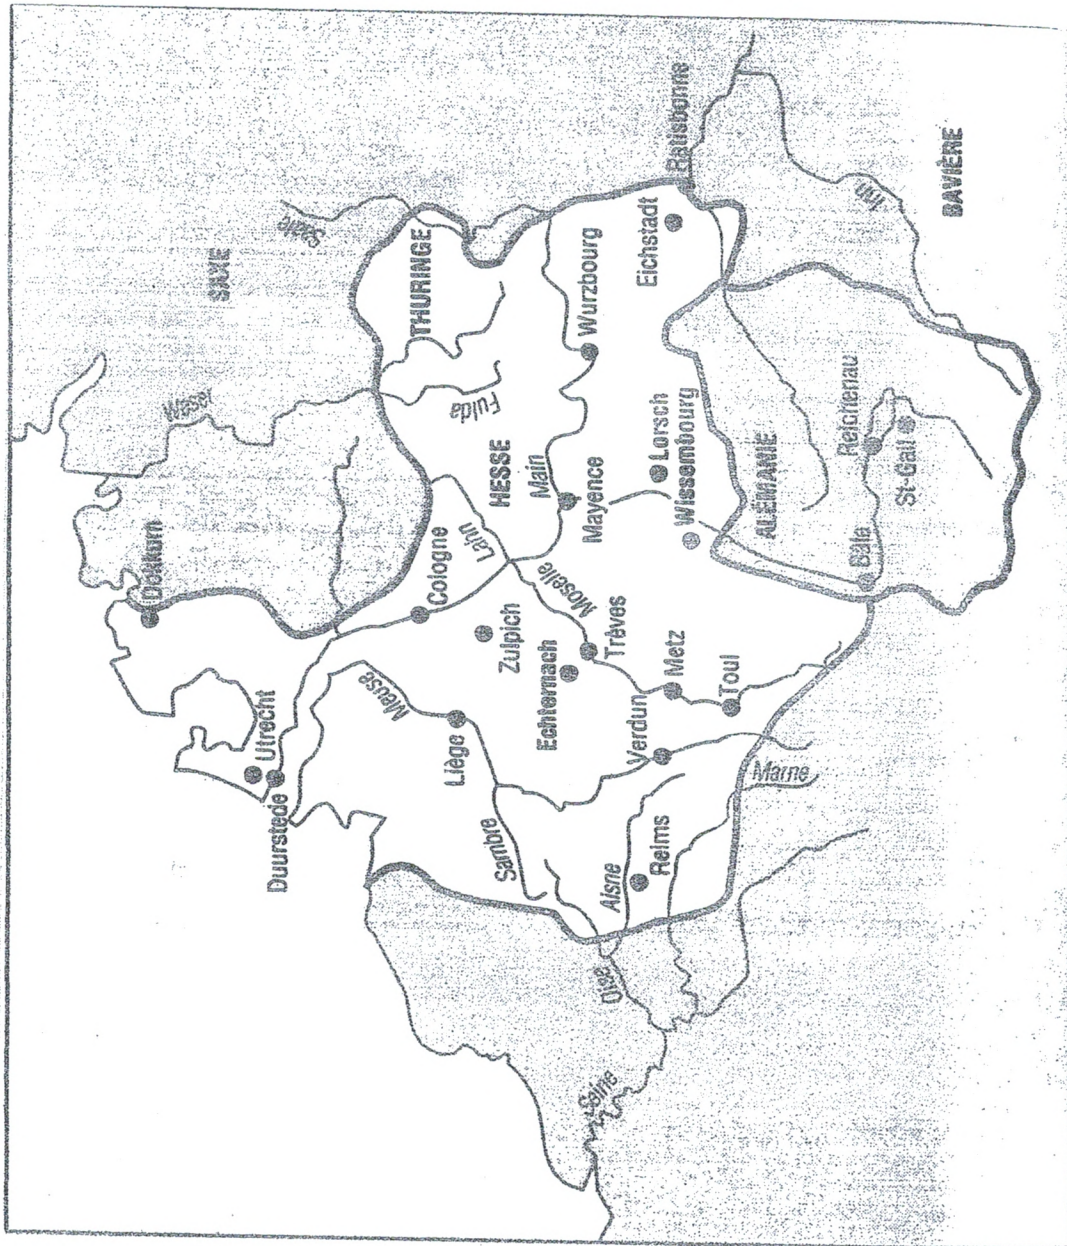 Dokkum
Weser
SAXE
Saale
Utrecht
Duurstede
Meuse
Cologne
Lahn
HESSE
Fulda
THURINGE
Liège
Zulpich
Moselle
Main
Sambre
Echternach
Trèves
Mayence
Wurzbourg
Eichstadt
Ratisbonne
Oise
Aisne
Reims
Verdun
Metz
Toul
Lorsch
Wissembourg
Seine
Marne
ALEMANIE
Bâle
Reichenau
St-Gall
Inn
BAVIÈRE